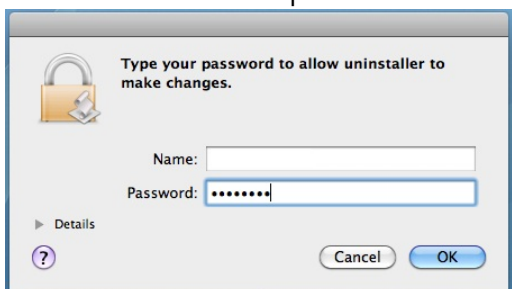 Type your password to allow uninstaller to
make changes.
Name:
Password: ••••••••
Details
? Cancel OK